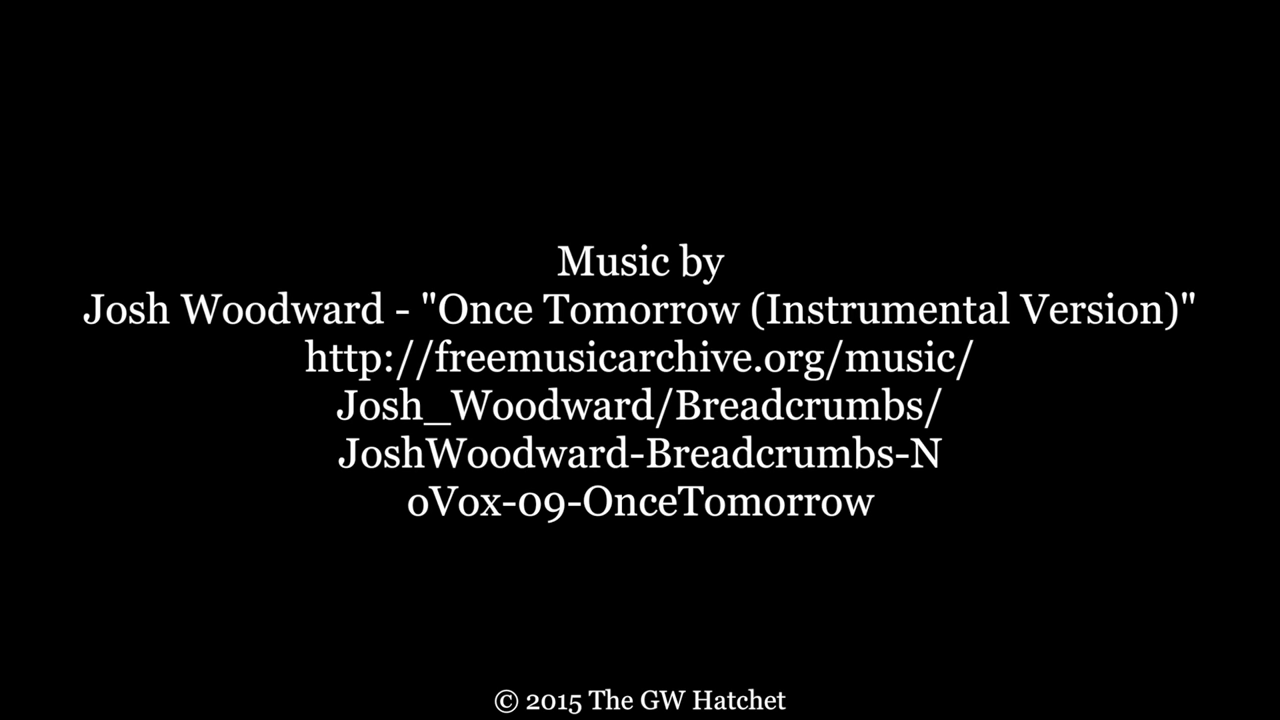 Music by
Josh Woodward - "Once Tomorrow (Instrumental Version)"
http://freemusicarchive.org/music/
Josh_Woodward/Breadcrumbs/
JoshWoodward-Breadcrumbs-N
oVox-09-OnceTomorrow
© 2015 The GW Hatchet